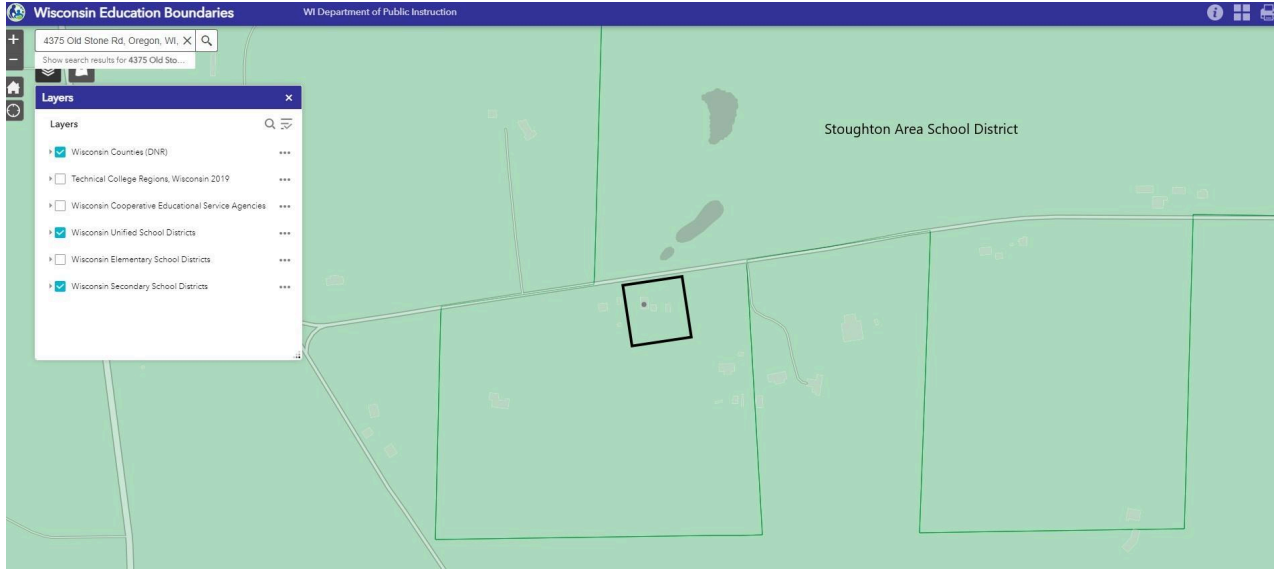 Wisconsin Education Boundaries
WI Department of Public Instruction
4375 Old Stone Rd, Oregon, WI,
Show search results for 4375 Old Sto...
Layers
Layers
Wisconsin Counties (DNR)
Technical College Regions, Wisconsin 2019
Wisconsin Cooperative Educational Service Agencies
Wisconsin Unified School Districts
Wisconsin Elementary School Districts
Wisconsin Secondary School Districts
Stoughton Area School District